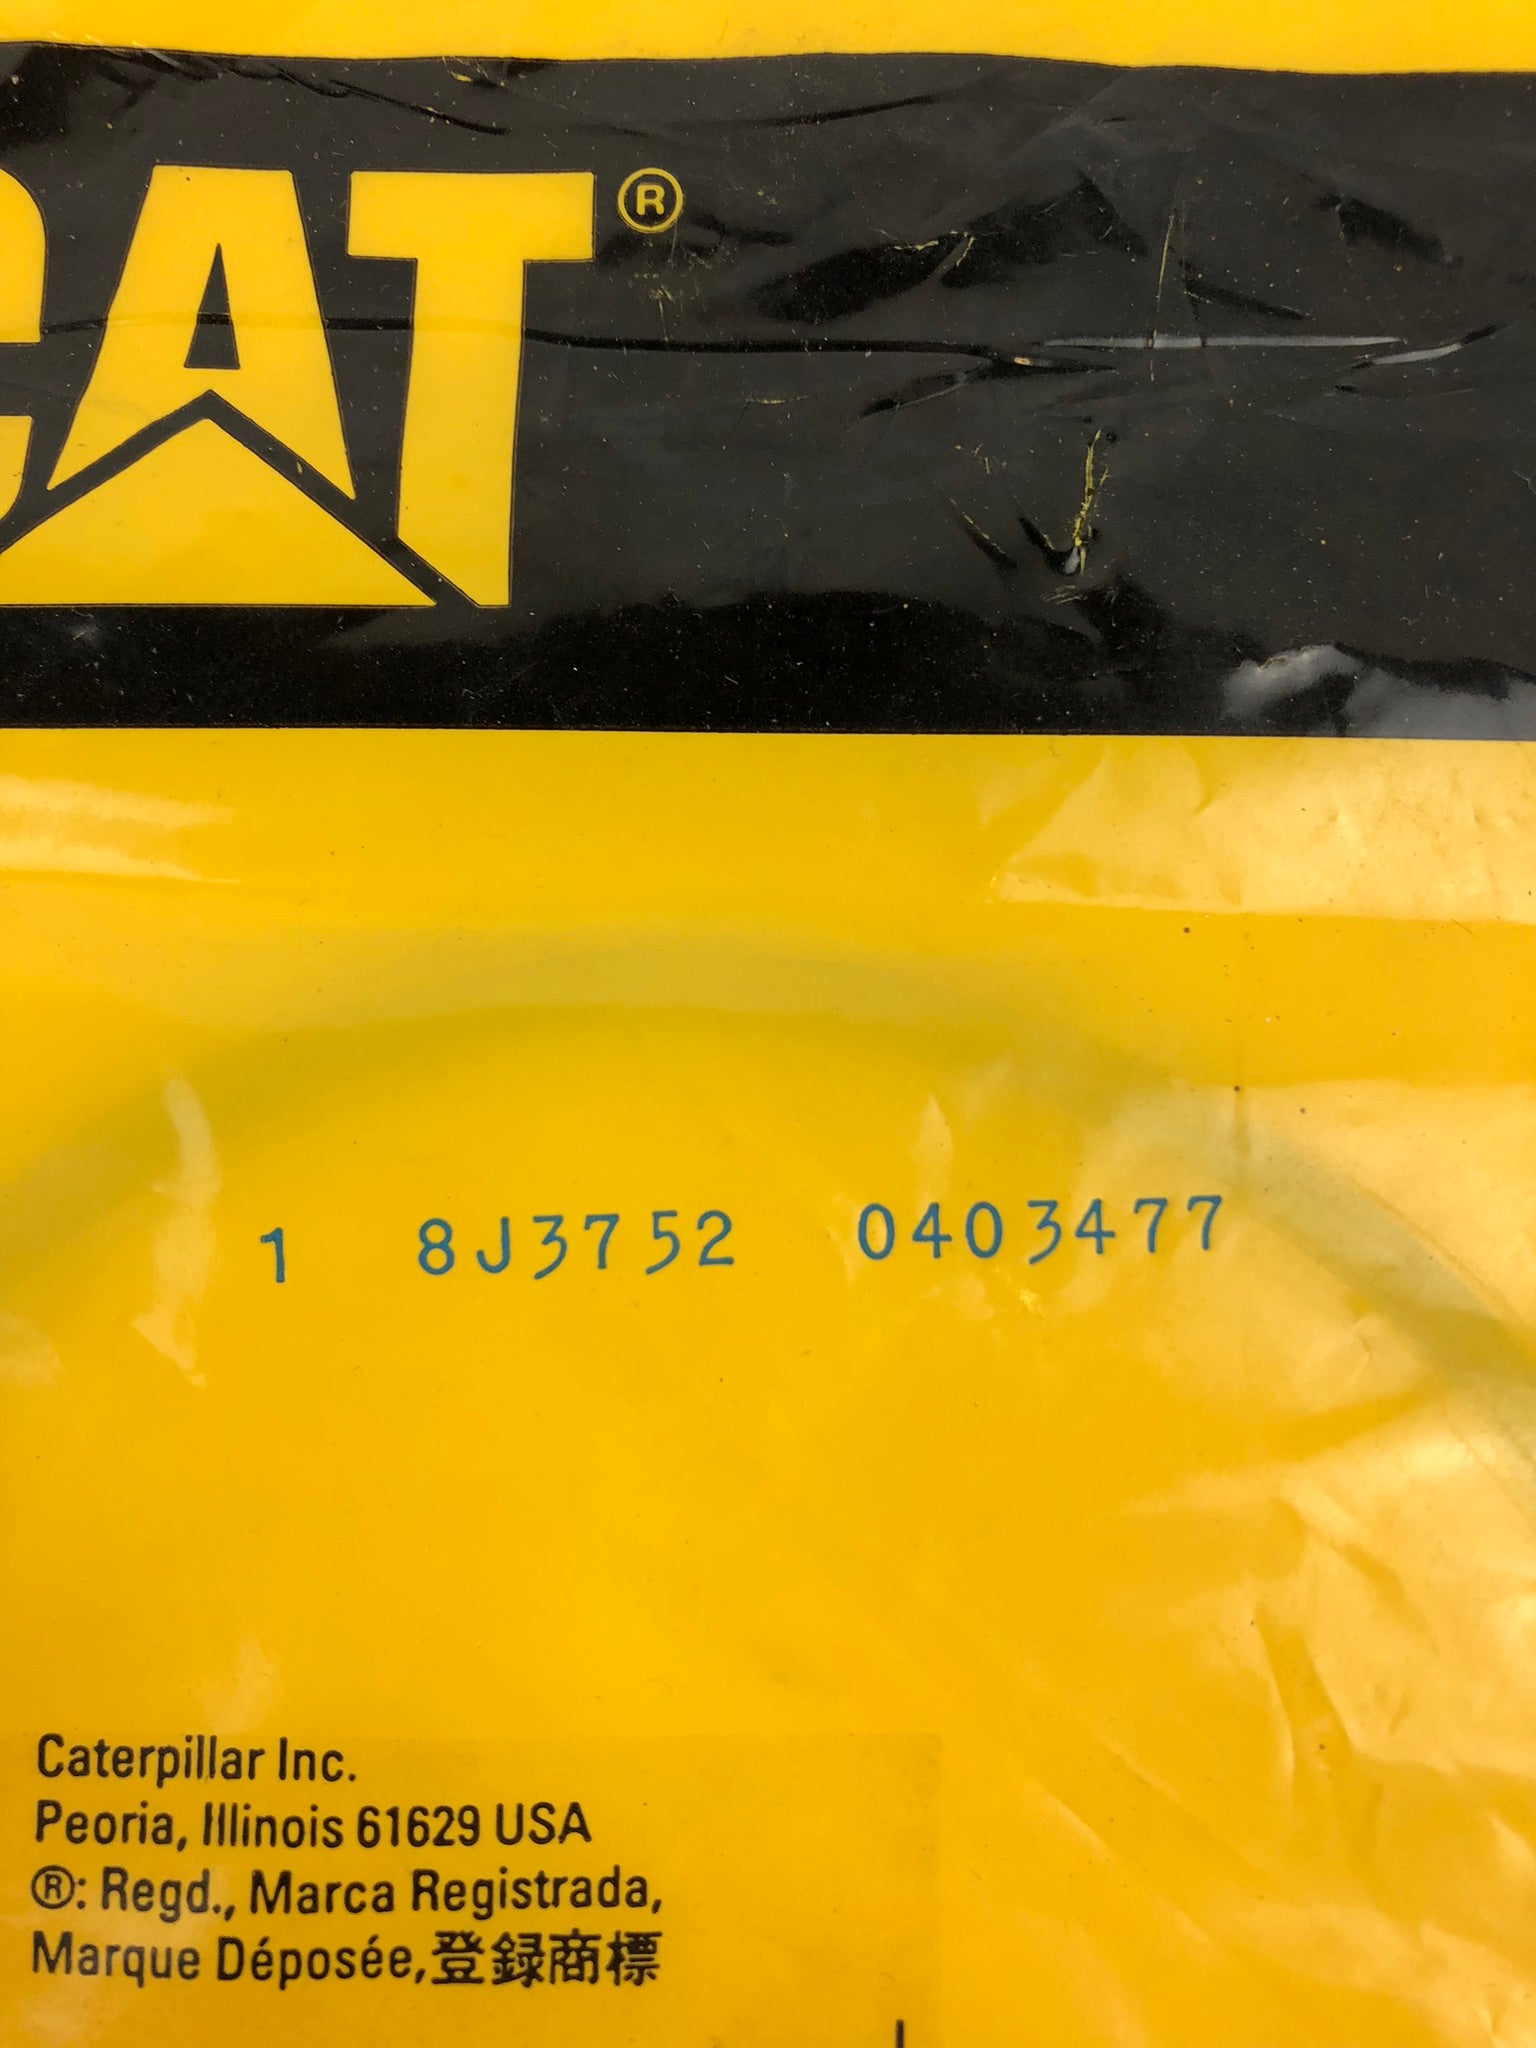 CAT®
1 8J3752 0403477
Caterpillar Inc.
Peoria, Illinois 61629 USA
®: Regd., Marca Registrada,
Marque Déposée,登録商標